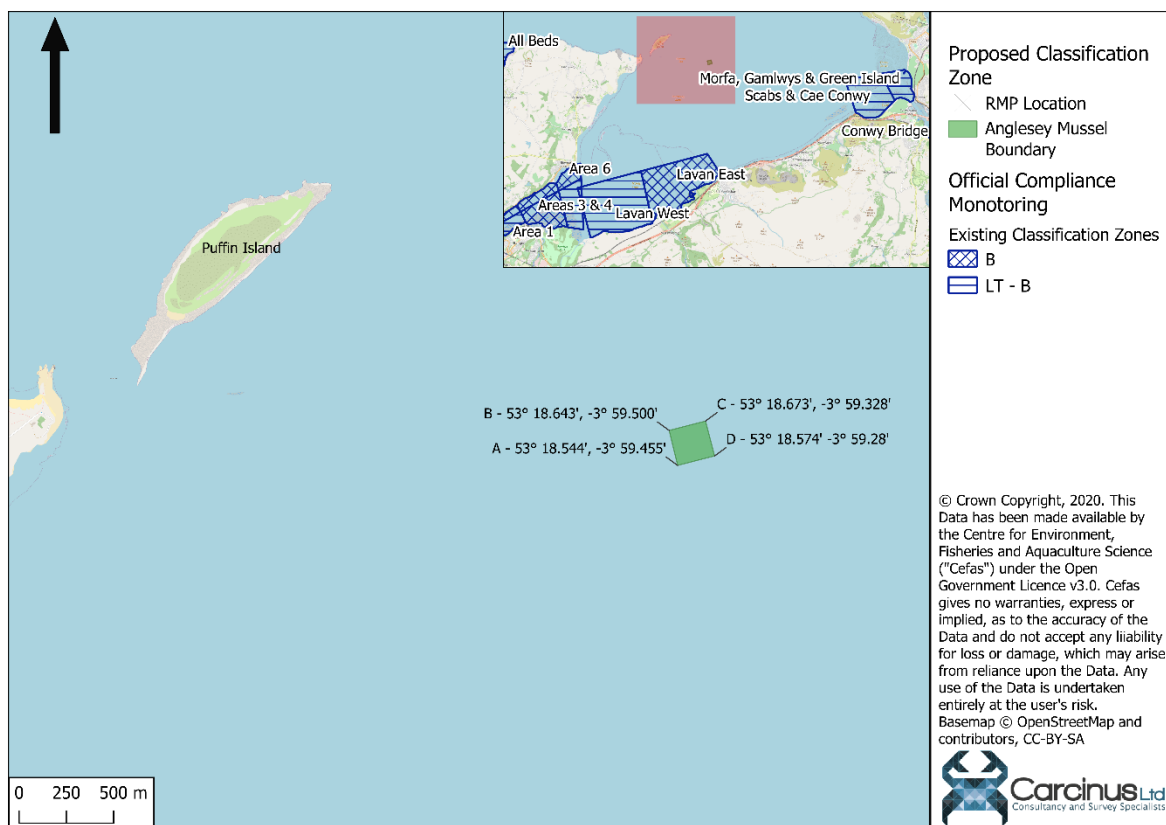 All Beds
Morfa, Gamlwys & Green Island
Scabs & Cae Conwy
Conwy Bridge
Area 6
Lavan East
Areas 3 & 4
Lavan West
Area 1
Puffin Island
B - 53° 18.643', -3° 59.500'
C - 53° 18.673', -3° 59.328'
A - 53° 18.544', -3° 59.455'
D - 53° 18.574' -3° 59.28'
0 250 500 m
Proposed Classification
Zone
RMP Location
Anglesey Mussel
Boundary
Official Compliance
Monotoring
Existing Classification Zones
B
LT - B
© Crown Copyright, 2020. This
Data has been made available by
the Centre for Environment,
Fisheries and Aquaculture Science
("Cefas") under the Open
Government Licence v3.0. Cefas
gives no warranties, express or
implied, as to the accuracy of the
Data and do not accept any liiability
for loss or damage, which may arise
from reliance upon the Data. Any
use of the Data is undertaken
entirely at the user's risk.
Basemap © OpenStreetMap and
contributors, CC-BY-SA
Carcinus Ltd
Consultancy and Survey Specialists